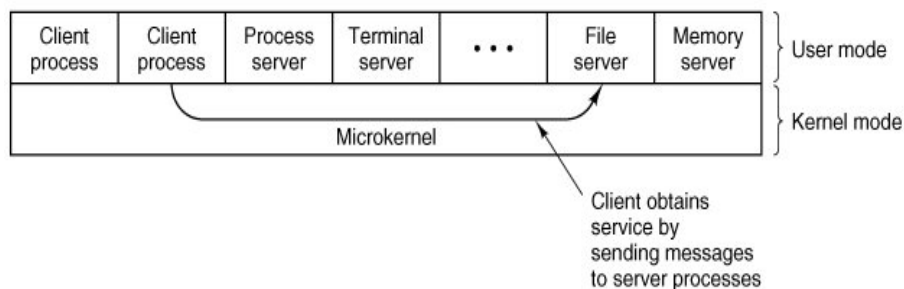 Client
process
Client
process
Process
server
Terminal
server
• • •
File
server
Memory
server
User mode
Microkernel
Kernel mode
Client obtains
service by
sending messages
to server processes